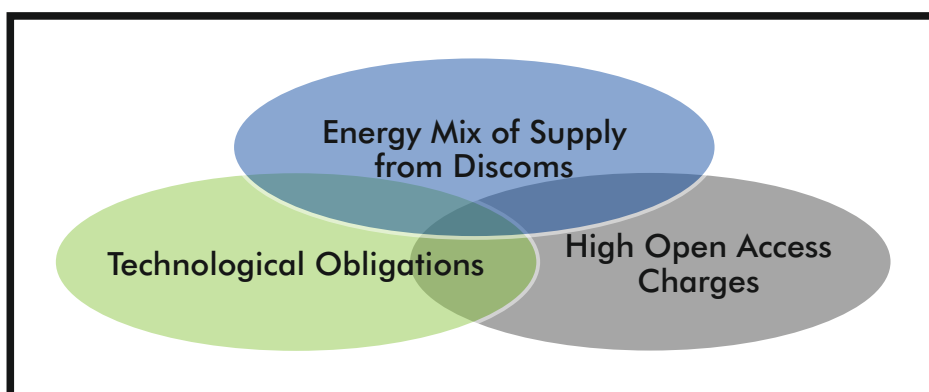 Energy Mix of Supply
from Discoms
Technological Obligations
High Open Access
Charges